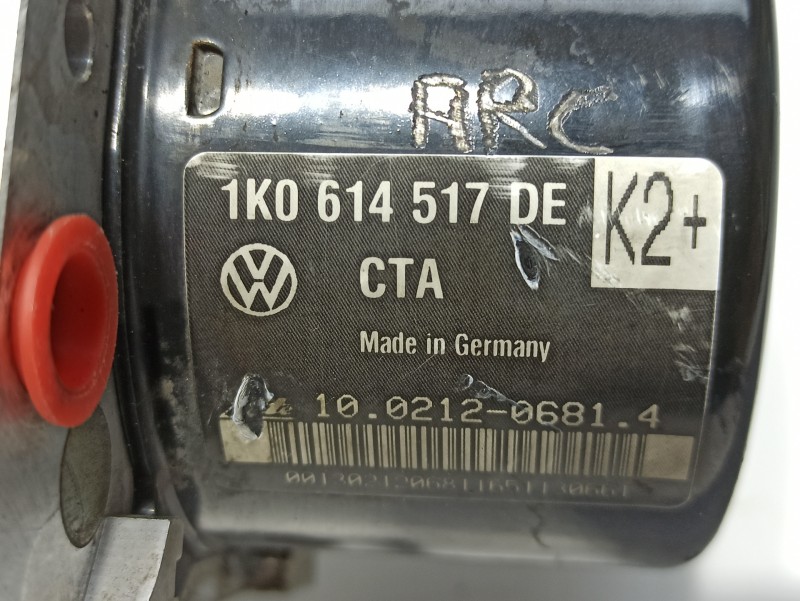 ARC
1K0 614 517 DE
K2+
VW
CTA
Made in Germany
10.0212-0681.4